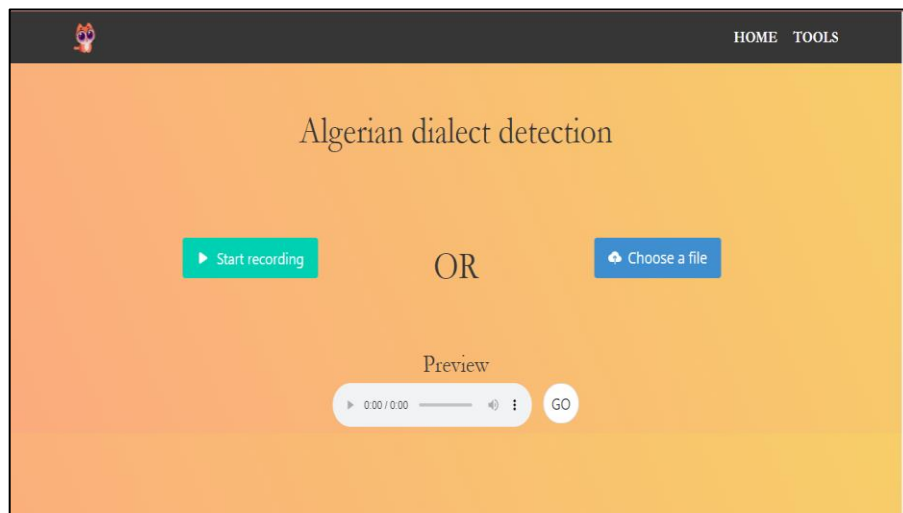 HOME TOOLS
Algerian dialect detection
Start recording
OR
Choose a file
Preview
0:00 / 0:00
GO